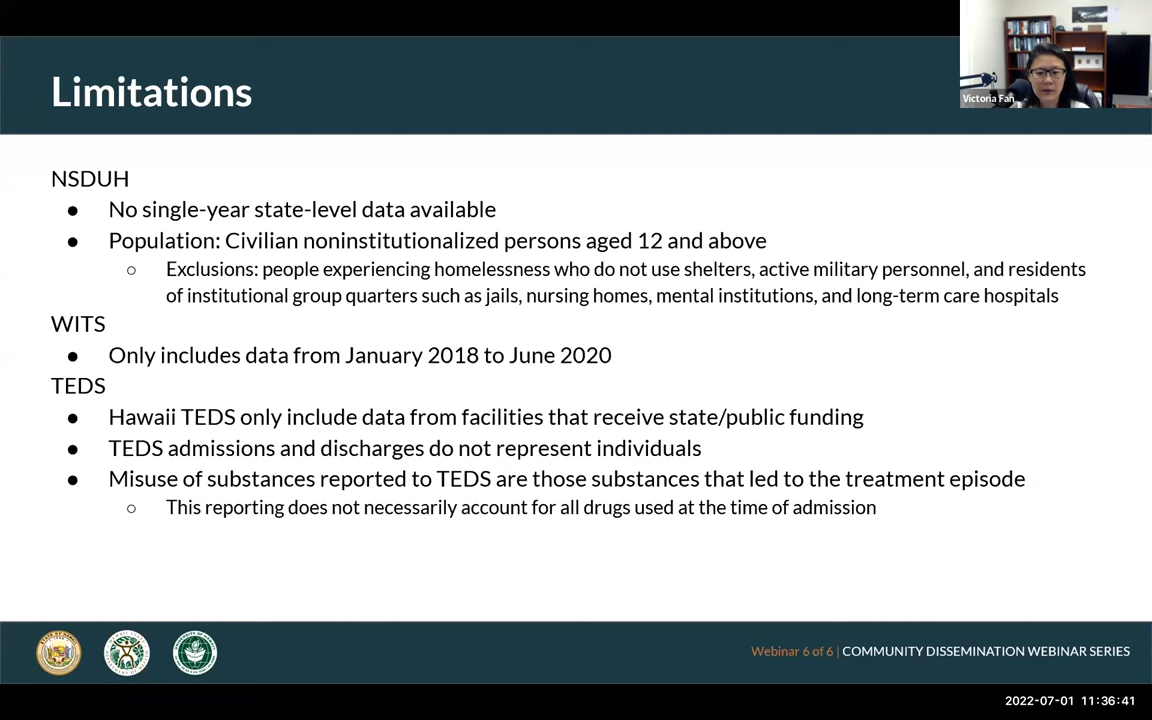 Limitations
Victoria Fan
NSDUH
● No single-year state-level data available
● Population: Civilian noninstitutionalized persons aged 12 and above
○ Exclusions: people experiencing homelessness who do not use shelters, active military personnel, and residents
of institutional group quarters such as jails, nursing homes, mental institutions, and long-term care hospitals
WITS
● Only includes data from January 2018 to June 2020
TEDS
● Hawaii TEDS only include data from facilities that receive state/public funding
● TEDS admissions and discharges do not represent individuals
● Misuse of substances reported to TEDS are those substances that led to the treatment episode
○ This reporting does not necessarily account for all drugs used at the time of admission
Webinar 6 of 6 | COMMUNITY DISSEMINATION WEBINAR SERIES
2022-07-01 11:36:41